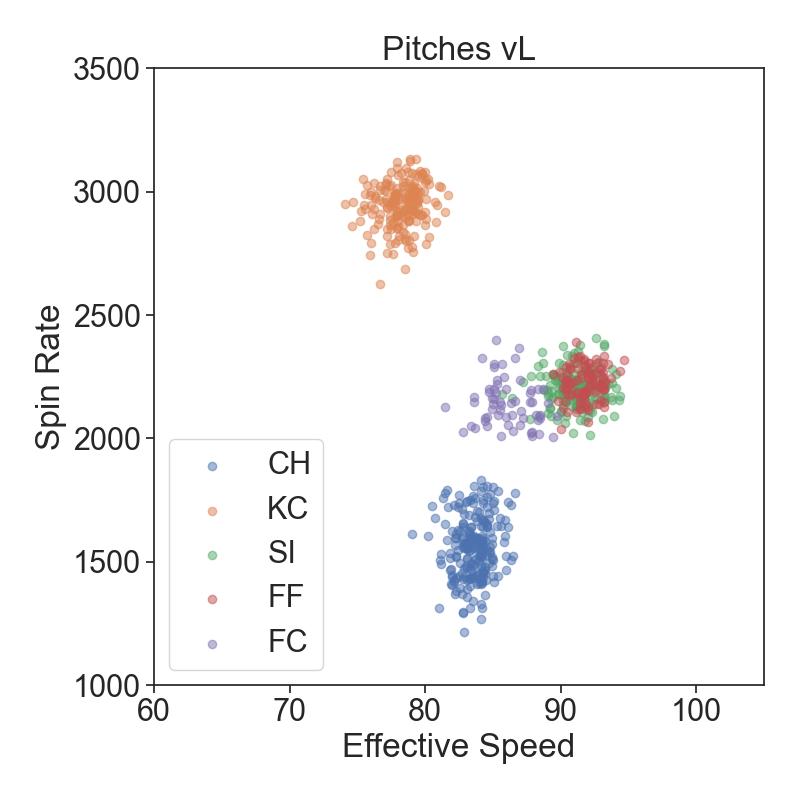 Pitches vL
3500
3000
2500
2000
1500
1000
Spin Rate
CH
KC
SI
FF
FC
60 70 80 90 100
Effective Speed